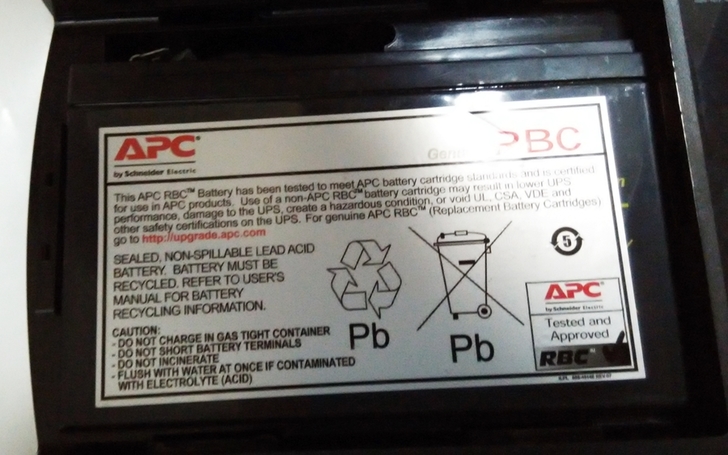 APC®
by Schneider Electric
RBC
This APC RBC™ Battery has been tested to meet APC battery cartridge standards and is certified
for use in APC products. Use of a non-APC RBC™ battery cartridge may result in lower UPS
performance, damage to the UPS, create a hazardous condition, or void UL, CSA, VDE and
other safety certifications on the UPS. For genuine APC RBC™ (Replacement Battery Cartridges)
go to http://upgrade.apc.com
SEALED, NON-SPILLABLE LEAD ACID
BATTERY. BATTERY MUST BE
RECYCLED. REFER TO USER'S
MANUAL FOR BATTERY
RECYCLING INFORMATION.
CAUTION:
- DO NOT CHARGE IN GAS TIGHT CONTAINER
- DO NOT SHORT BATTERY TERMINALS
- DO NOT INCINERATE
- FLUSH WITH WATER AT ONCE IF CONTAMINATED
WITH ELECTROLYTE (ACID)
Pb
Pb
5
APC
by Schneider Electric
Tested and
Approved
RBC™